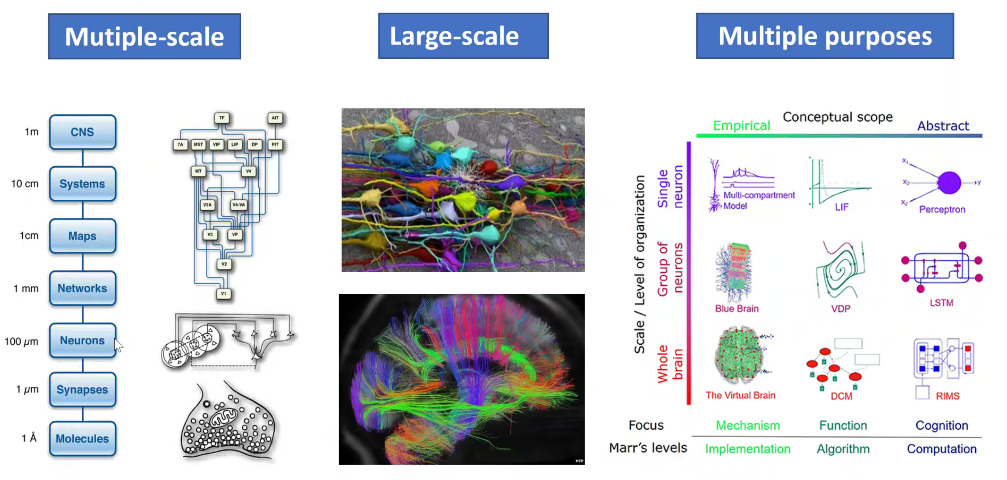 Mutiple-scale
Large-scale
Multiple purposes
1m
CNS
10 cm
Systems
1cm
Maps
1 mm
Networks
100 µm
Neurons
1 µm
Synapses
1 Å
Molecules
TF
AIT
7A
MST
VIP
LIP
DP
PIT
MT
V4
V3A
V4-VA
V3
VP
V2
V1
Conceptual scope
Empirical
Abstract
Scale / Level of organization
Single neuron
Multi-compartment
Model
LIF
x₁
y
Perceptron
Group of neurons
Blue Brain
VDP
LSTM
Whole brain
The Virtual Brain
DCM
RIMS
Focus
Mechanism
Function
Cognition
Marr's levels
Implementation
Algorithm
Computation